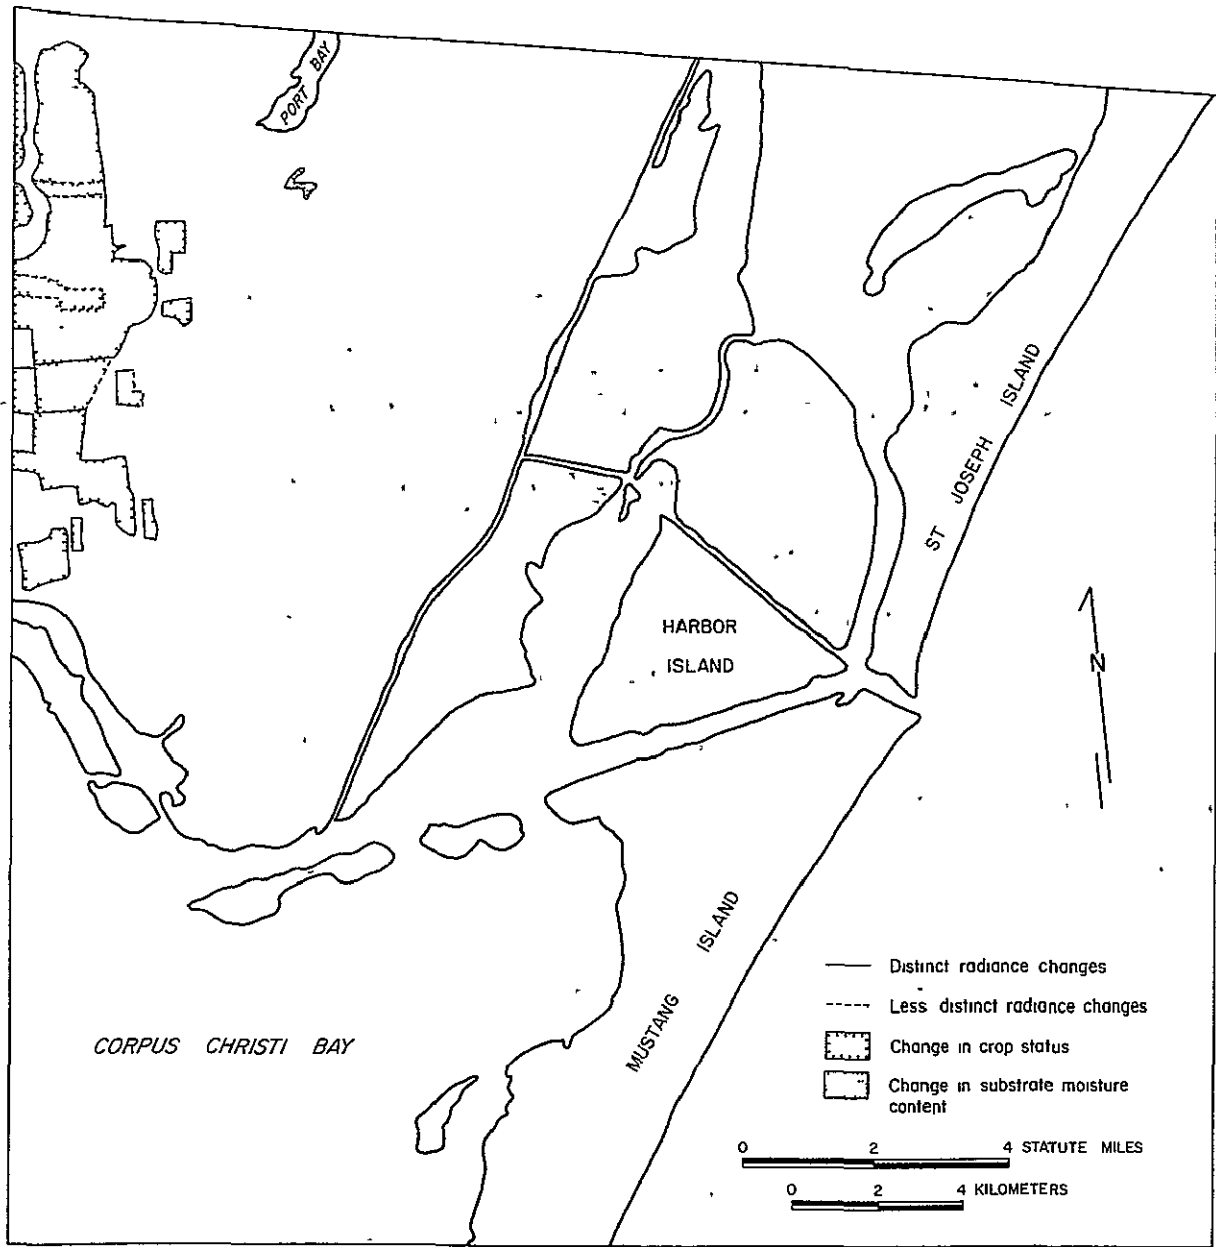 PORT BAY
ST JOSEPH ISLAND
HARBOR
ISLAND
N
MUSTANG ISLAND
CORPUS CHRISTI BAY
Distinct radiance changes
Less distinct radiance changes
Change in crop status
Change in substrate moisture
content
0 2 4 STATUTE MILES
0 2 4 KILOMETERS